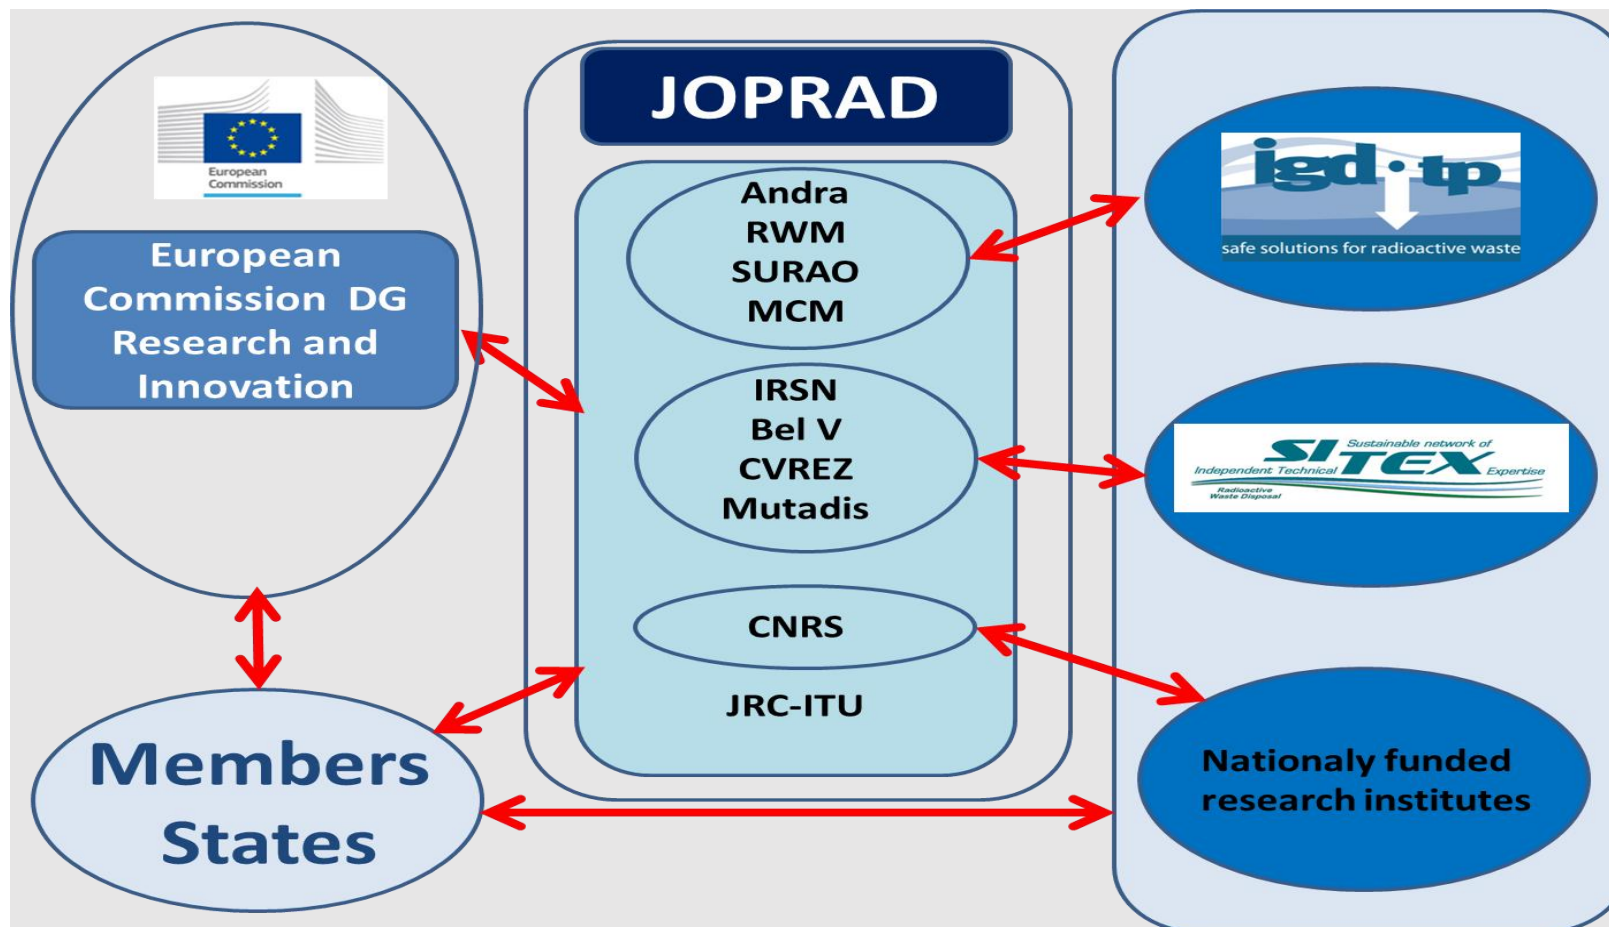 European
Commission
European
Commission DG
Research and
Innovation
Members
States
JOPRAD
Andra
RWM
SURAO
MCM
IRSN
Bel V
CVREZ
Mutadis
CNRS
JRC-ITU
igd.tp
safe solutions for radioactive waste
Sustainable network of
SITEX
Independent Technical Expertise
Radioactive
Waste Disposal
Nationaly funded
research institutes